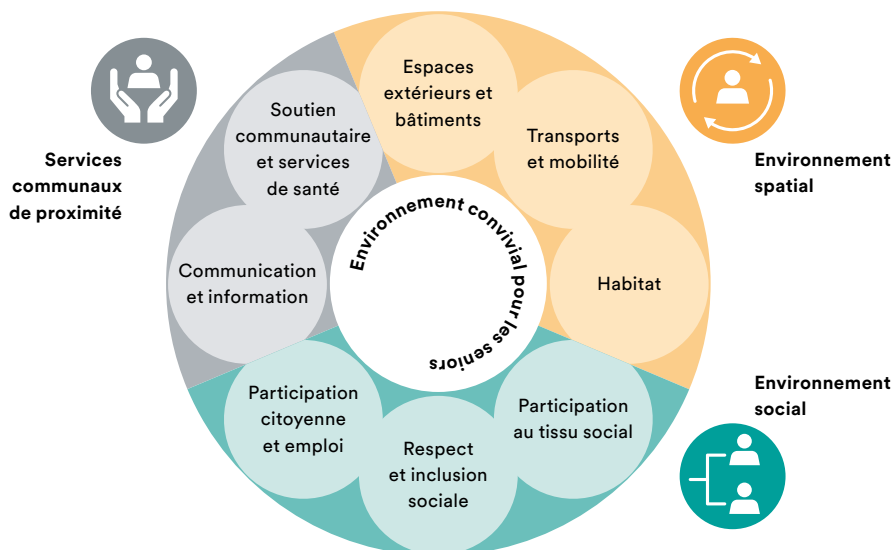 Espaces
extérieurs et
bâtiments
Soutien
communautaire
et services
de santé
Transports
et mobilité
Services
communaux
de proximité
Environnement
spatial
Environnement convivial pour les seniors
Communication
et information
Habitat
Participation
citoyenne
et emploi
Respect
et inclusion
sociale
Participation
au tissu social
Environnement
social